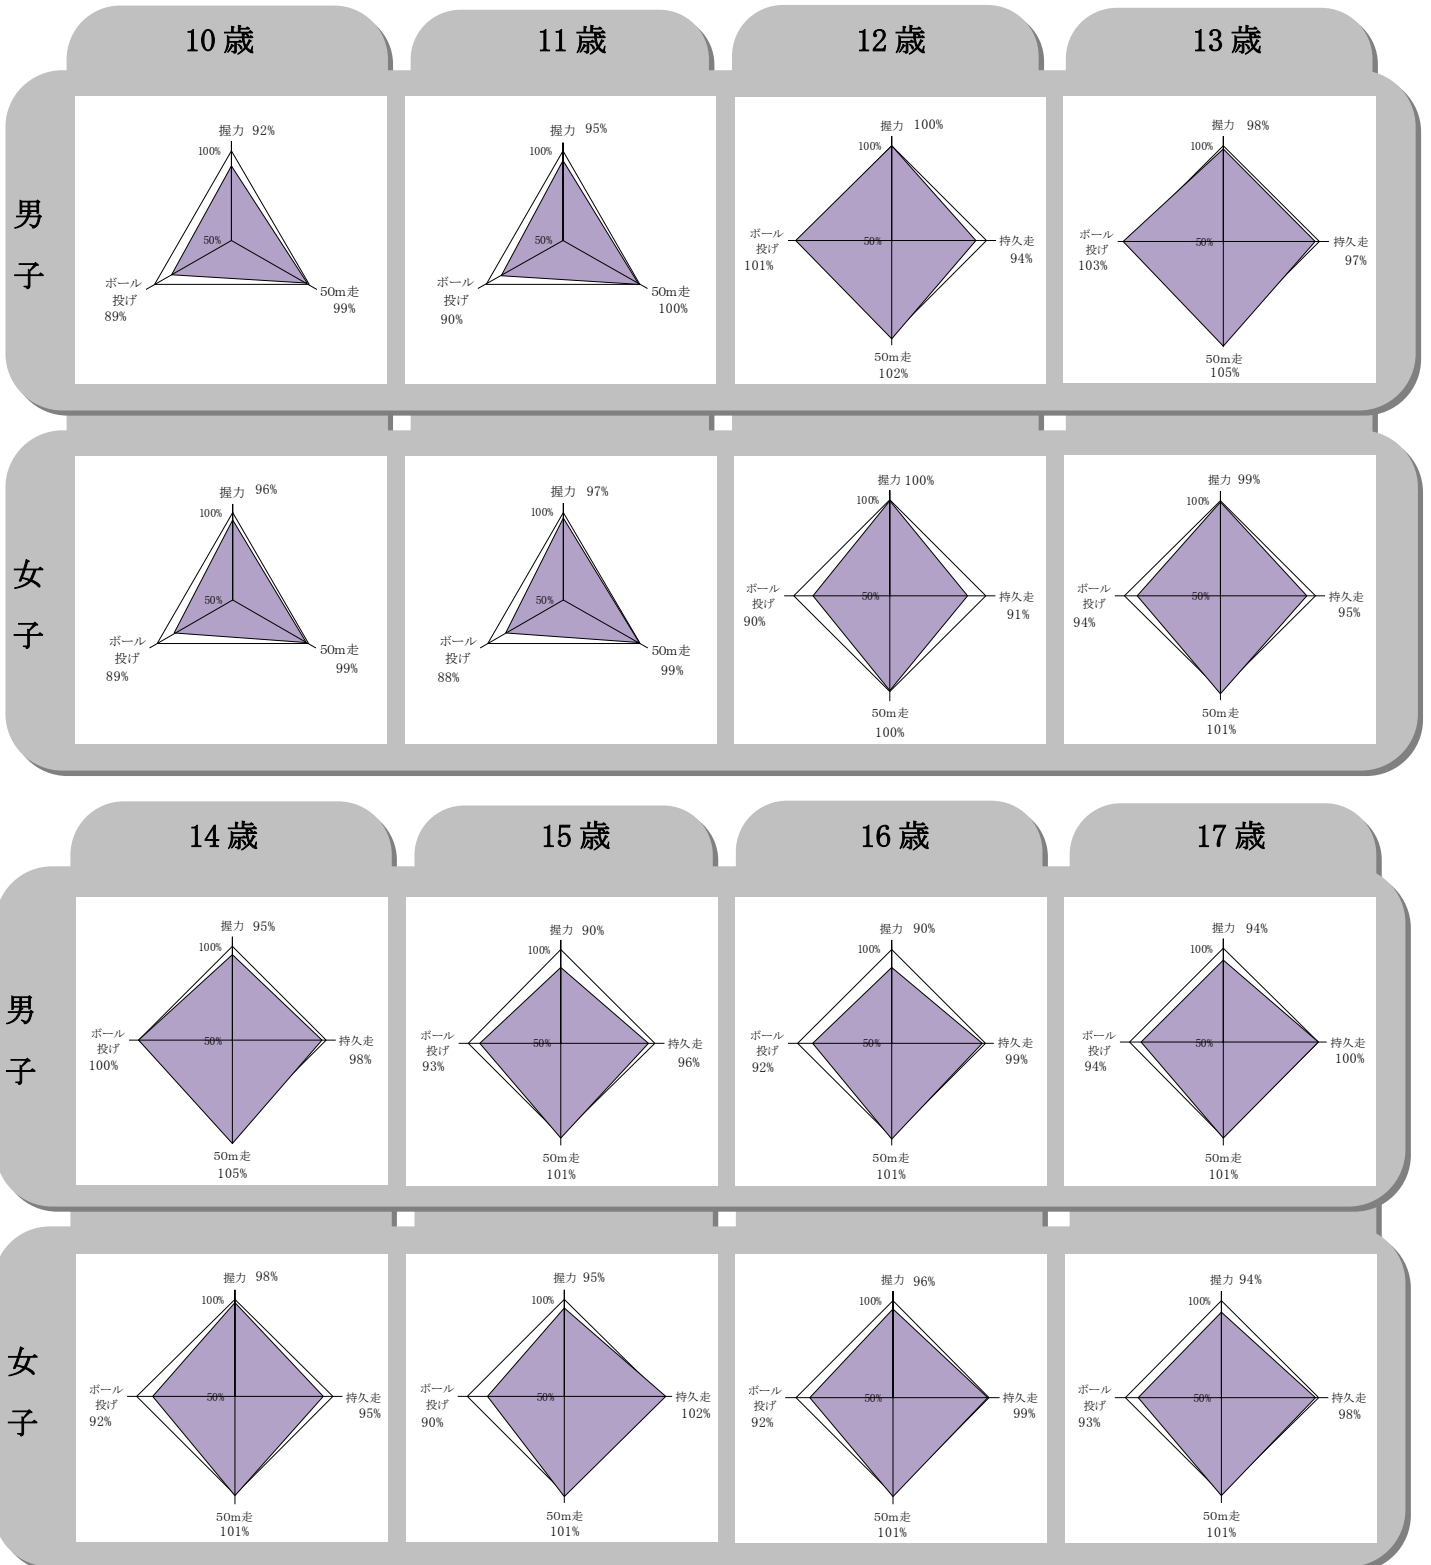 10歳
11歳
12歳
13歳
男
子
握力 92%
100%
50%
ボール
投げ
89%
50m走
99%
握力 95%
100%
50%
ボール
投げ
90%
50m走
100%
握力 100%
100%
50%
ボール
投げ
101%
持久走
94%
50m走
102%
握力 98%
100%
50%
ボール
投げ
103%
持久走
97%
50m走
105%
女
子
握力 96%
100%
50%
ボール
投げ
89%
50m走
99%
握力 97%
100%
50%
ボール
投げ
88%
50m走
99%
握力 100%
100%
50%
ボール
投げ
90%
持久走
91%
50m走
100%
握力 99%
100%
50%
ボール
投げ
94%
持久走
95%
50m走
101%
14歳
15歳
16歳
17歳
男
子
握力 95%
100%
50%
ボール
投げ
100%
持久走
98%
50m走
105%
握力 90%
100%
50%
ボール
投げ
93%
持久走
96%
50m走
101%
握力 90%
100%
50%
ボール
投げ
92%
持久走
99%
50m走
101%
握力 94%
100%
50%
ボール
投げ
94%
持久走
100%
50m走
101%
女
子
握力 98%
100%
50%
ボール
投げ
92%
持久走
95%
50m走
101%
握力 95%
100%
50%
ボール
投げ
90%
持久走
102%
50m走
101%
握力 96%
100%
50%
ボール
投げ
92%
持久走
99%
50m走
101%
握力 94%
100%
50%
ボール
投げ
93%
持久走
98%
50m走
101%